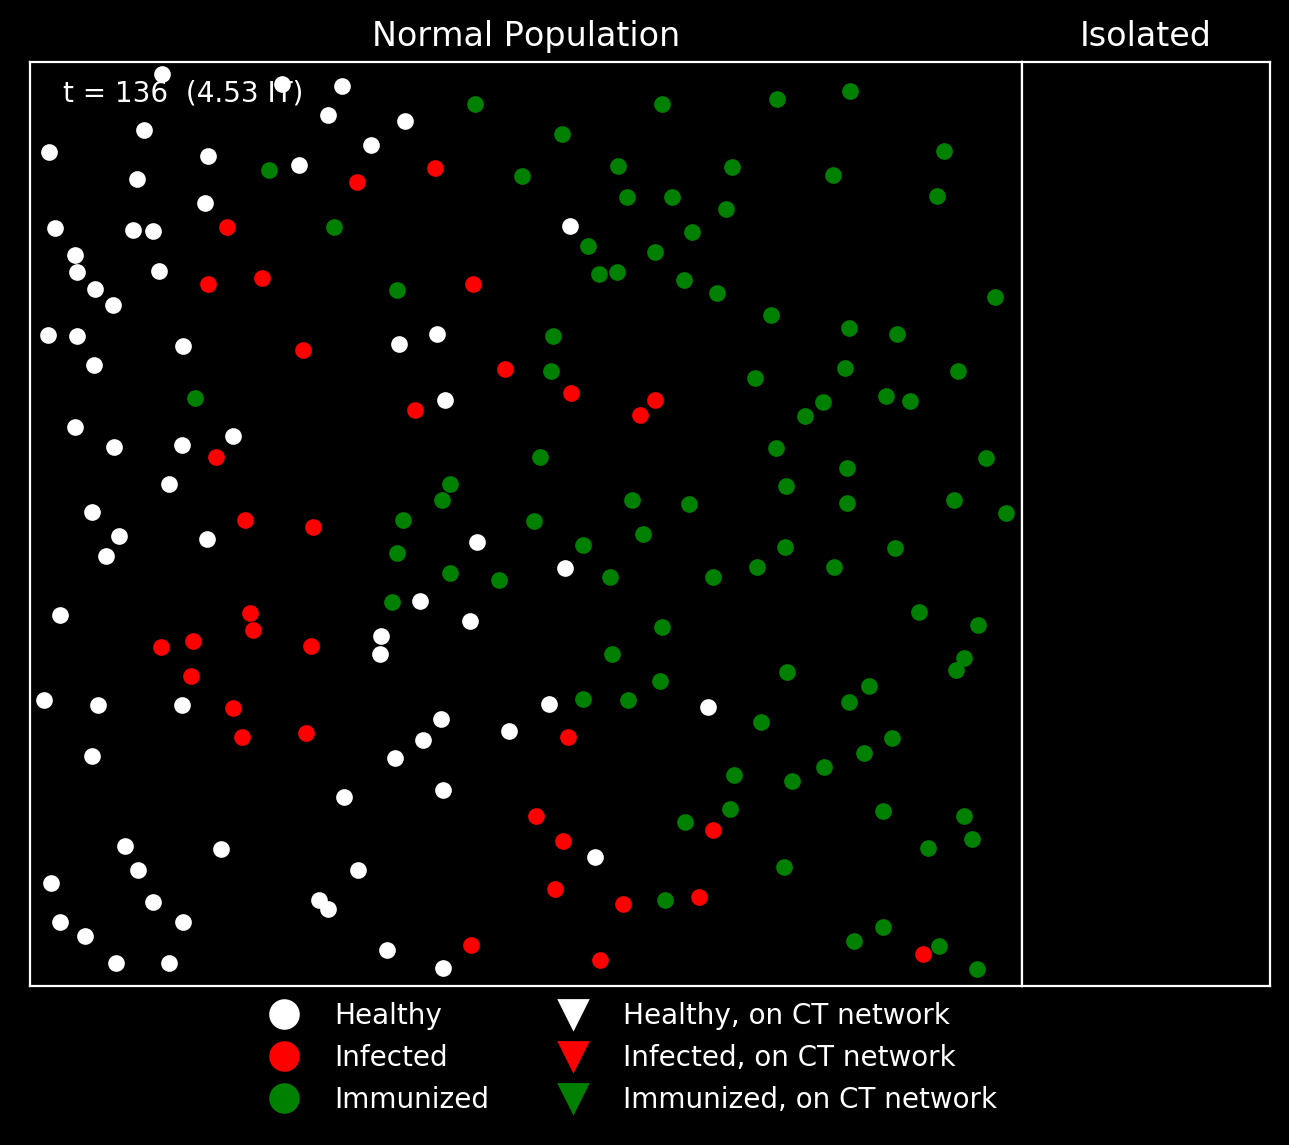 Normal Population
Isolated
t = 136 (4.53 IT)
Healthy
Infected
Immunized
Healthy, on CT network
Infected, on CT network
Immunized, on CT network